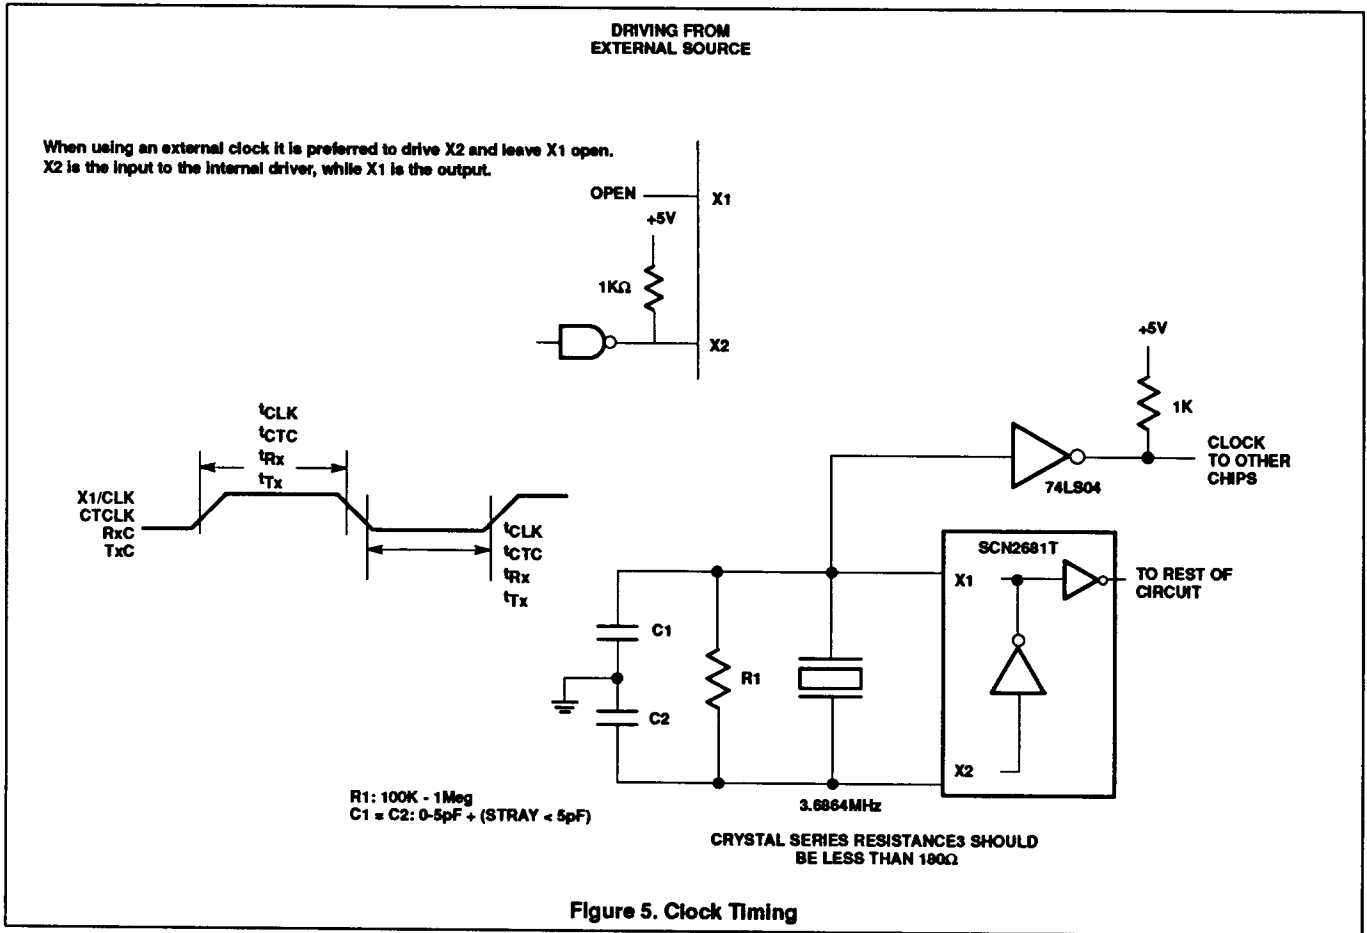 DRIVING FROM
EXTERNAL SOURCE
When using an external clock it is preferred to drive X2 and leave X1 open.
X2 is the input to the internal driver, while X1 is the output.
OPEN
X1
+5V
1KΩ
X2
+5V
1K
CLOCK
TO OTHER
CHIPS
74LS04
tCLK
tCTC
tRx
tTx
X1/CLK
CTCLK
RxC
TxC
tCLK
tCTC
tRx
tTx
SCN2681T
X1
TO REST OF
CIRCUIT
C1
R1
C2
X2
3.6864MHz
R1: 100K - 1Meg
C1 = C2: 0-5pF + (STRAY < 5pF)
CRYSTAL SERIES RESISTANCE3 SHOULD
BE LESS THAN 180Ω
Figure 5. Clock Timing